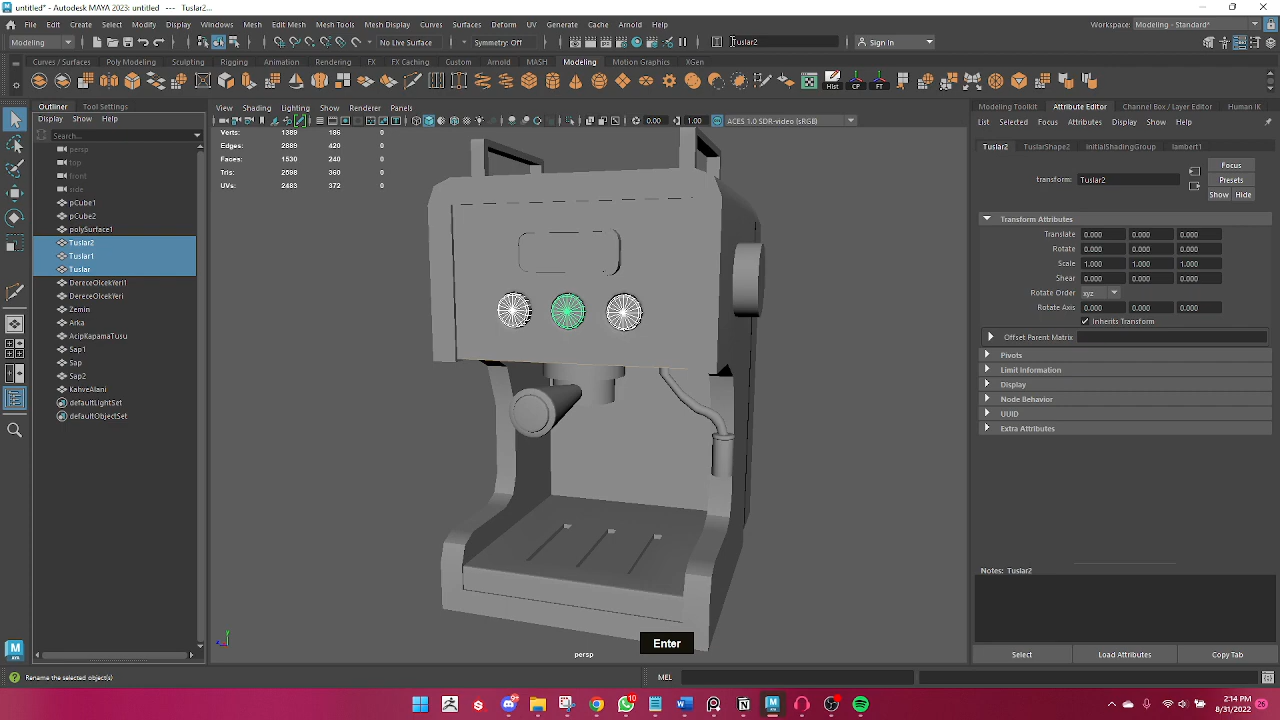 untitled* - Autodesk MAYA 2023: untitled --- Tuslar2...
File Edit Create Select Modify Display Windows Mesh Edit Mesh Mesh Tools Mesh Display Curves Surfaces Deform UV Generate Cache Arnold Help
Workspace: Modeling - Standard*
Modeling No Live Surface Symmetry: Off Tuslar2 Sign In
Curves / Surfaces Poly Modeling Sculpting Rigging Animation Rendering FX FX Caching Custom Arnold MASH Modeling Motion Graphics XGen
Hist CP FT
Outliner Tool Settings
Display Show Help
Search...
persp
top
front
side
pCube1
pCube2
polySurface1
Tuslar2
Tuslar1
Tuslar
DereceOlcekYeri1
DereceOlcekYeri
Zemin
Arka
AcipKapamaTusu
Sap1
Sap
Sap2
KahveAlani
defaultLightSet
defaultObjectSet
View Shading Lighting Show Renderer Panels
0.00 1.00 ACES 1.0 SDR-video (sRGB)
Verts: 1388 186 0
Edges: 2889 420 0
Faces: 1530 240 0
Tris: 2598 360 0
UVs: 2483 372 0
Enter
persp
Modeling Toolkit Attribute Editor Channel Box / Layer Editor Human IK
List Selected Focus Attributes Display Show Help
Tuslar2 TuslarShape2 initialShadingGroup lambert1
transform: Tuslar2
Focus
Presets
Show Hide
Transform Attributes
Translate 0.000 0.000 0.000
Rotate 0.000 0.000 0.000
Scale 1.000 1.000 1.000
Shear 0.000 0.000 0.000
Rotate Order xyz
Rotate Axis 0.000 0.000 0.000
Inherits Transform
Offset Parent Matrix
Pivots
Limit Information
Display
Node Behavior
UUID
Extra Attributes
Notes: Tuslar2
Select Load Attributes Copy Tab
Rename the selected object(s)
MEL
2:14 PM
8/31/2022